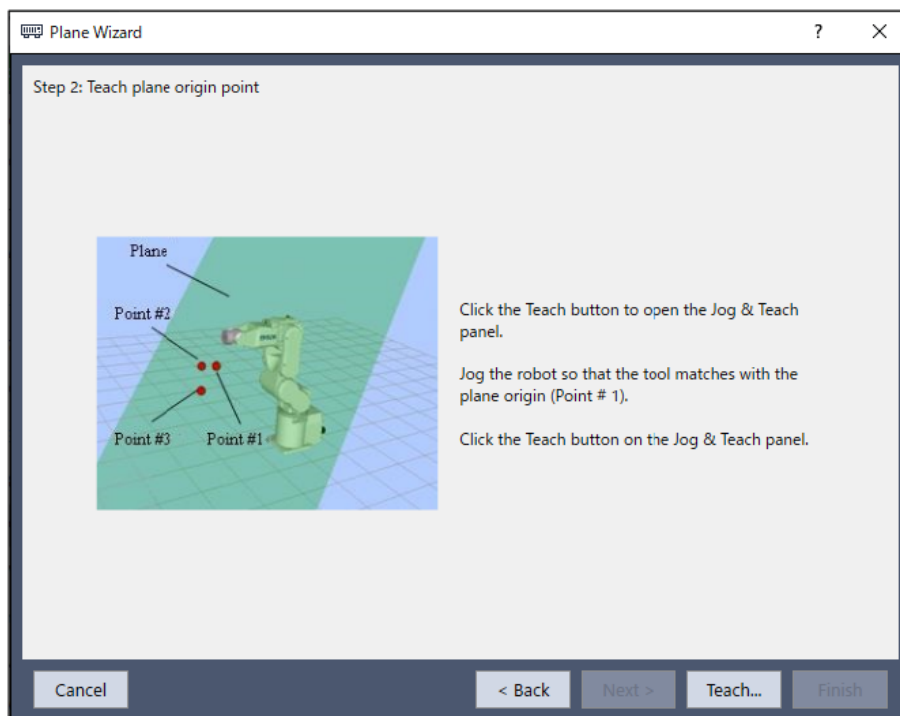 Plane Wizard
?
Step 2: Teach plane origin point
Plane
Point #2
Point #3
Point #1
Click the Teach button to open the Jog & Teach
panel.
Jog the robot so that the tool matches with the
plane origin (Point # 1).
Click the Teach button on the Jog & Teach panel.
Cancel
< Back
Next >
Teach...
Finish